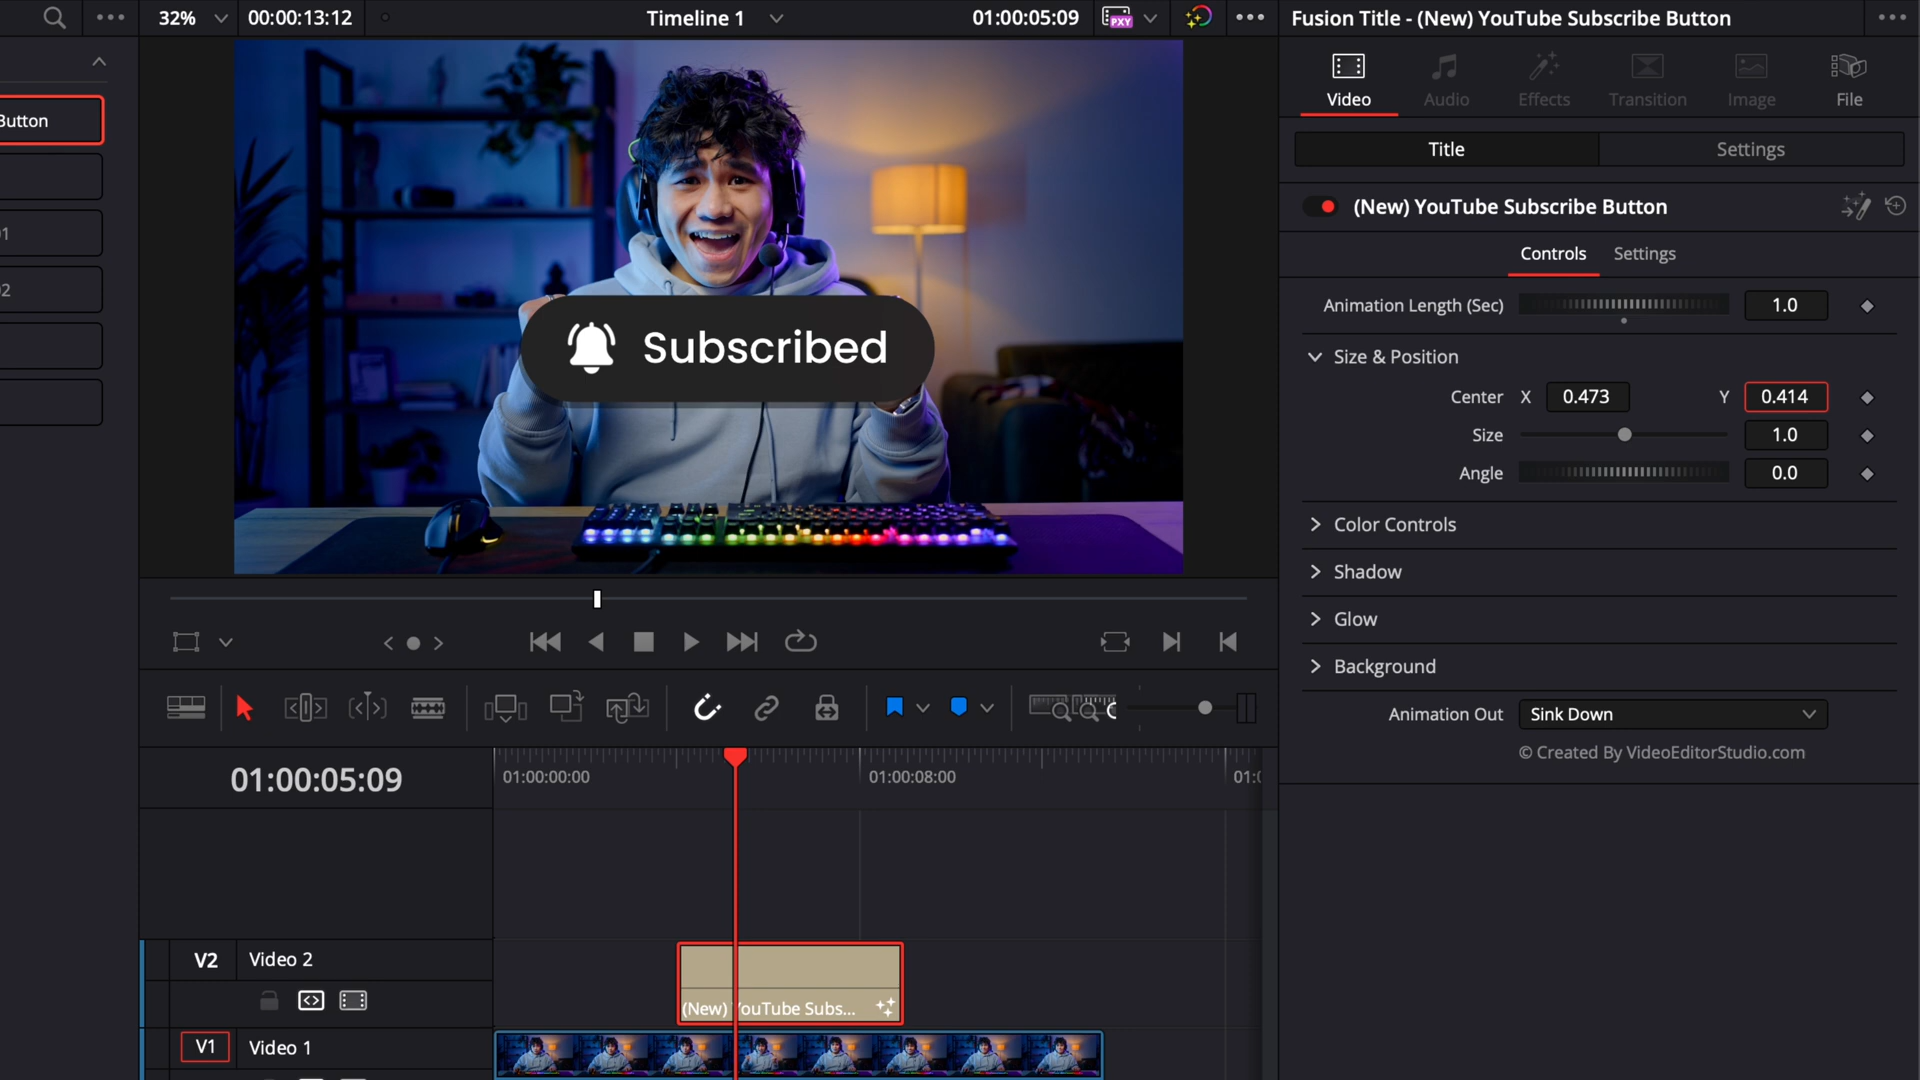 32%
00:00:13:12
Timeline 1
01:00:05:09
PXY
Fusion Title - (New) YouTube Subscribe Button
Video
Audio
Effects
Transition
Image
File
Title
Settings
Button
(New) YouTube Subscribe Button
Controls
Settings
Subscribed
Animation Length (Sec)
1.0
Size & Position
Center X 0.473 Y 0.414
Size 1.0
Angle 0.0
Color Controls
Shadow
Glow
Background
Animation Out Sink Down
© Created By VideoEditorStudio.com
01:00:05:09
01:00:00:00
01:00:08:00
V2 Video 2
(New) YouTube Subs...
V1 Video 1